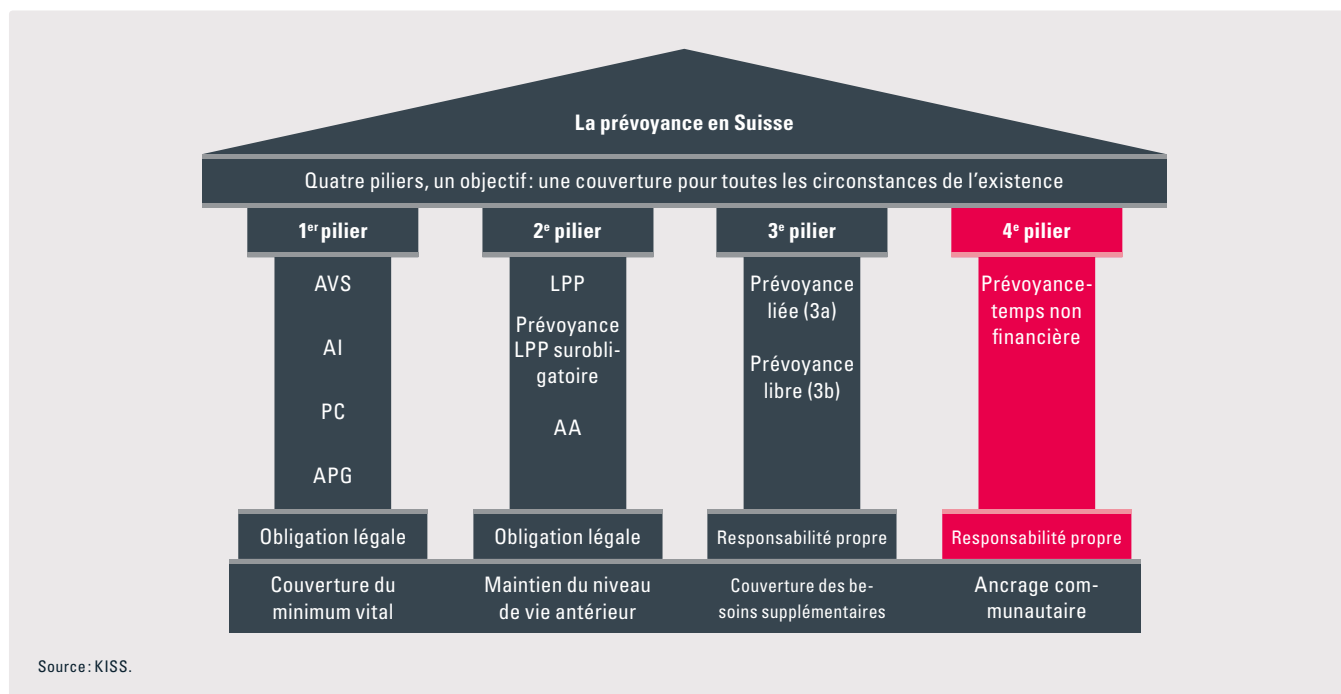 La prévoyance en Suisse
Quatre piliers, un objectif: une couverture pour toutes les circonstances de l'existence
1er pilier
AVS
AI
PC
APG
Obligation légale
Couverture du
minimum vital
2e pilier
LPP
Prévoyance
LPP surobli-
gatoire
AA
Obligation légale
Maintien du niveau
de vie antérieur
3e pilier
Prévoyance
liée (3a)
Prévoyance
libre (3b)
Responsabilité propre
Couverture des be-
soins supplémentaires
4e pilier
Prévoyance-
temps non
financière
Responsabilité propre
Ancrage com-
munautaire
Source: KISS.